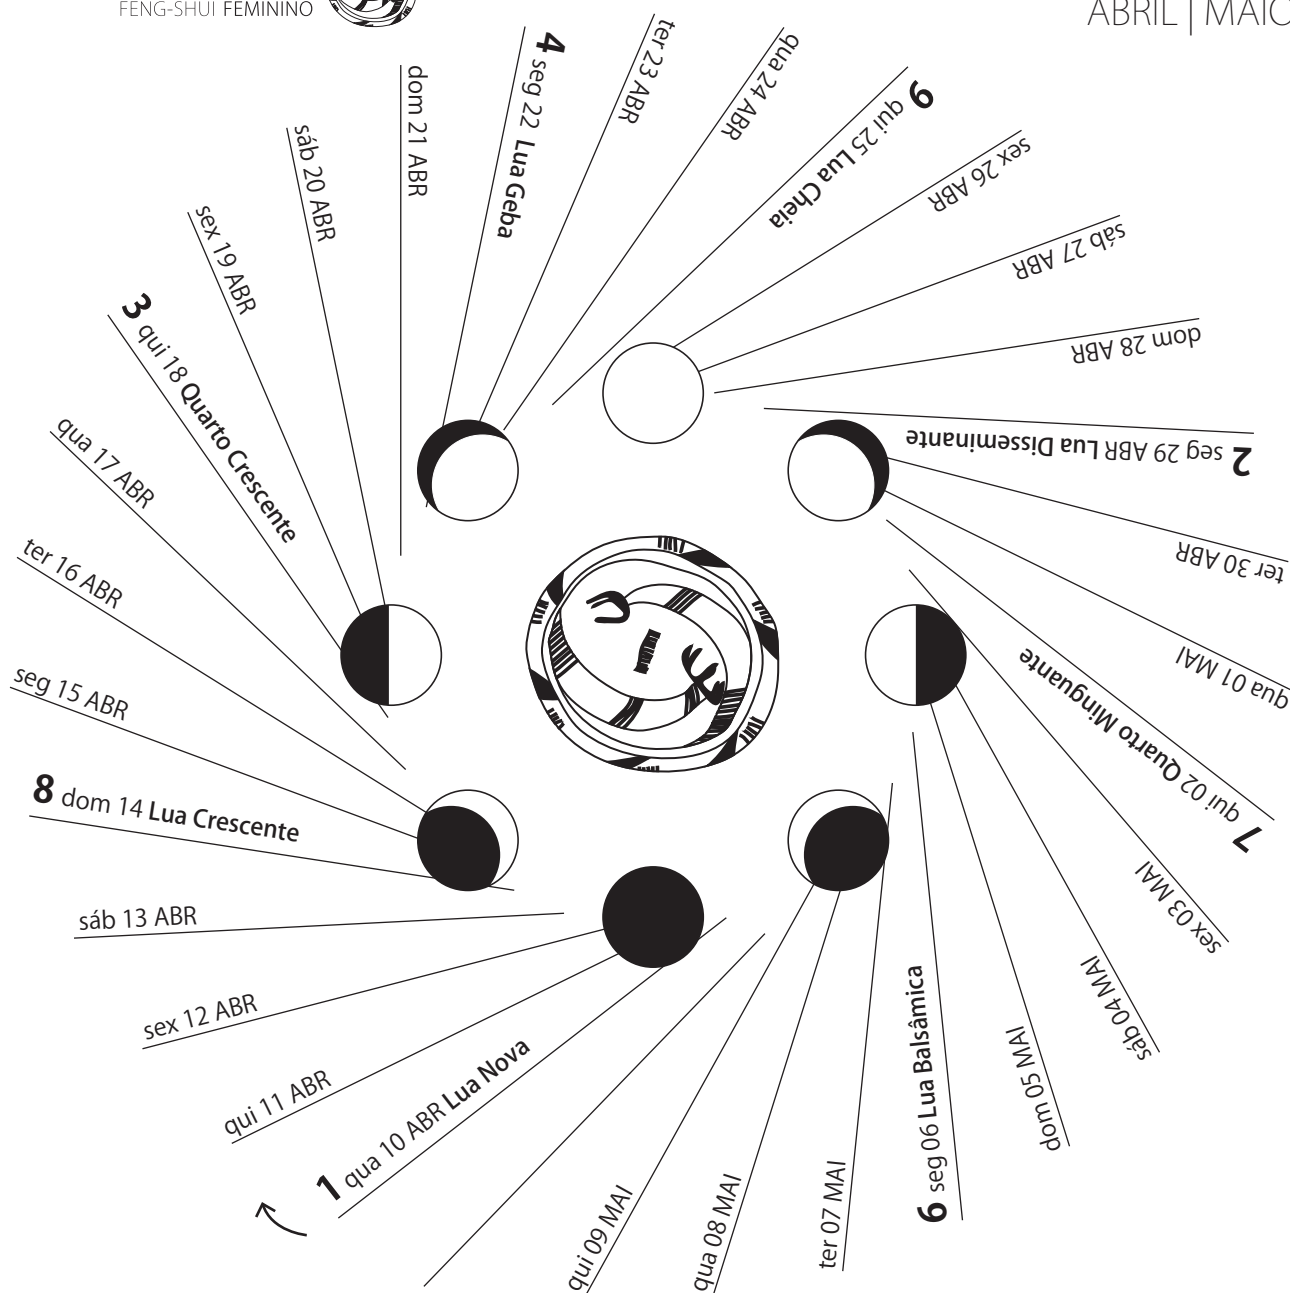 FENG-SHUI FEMININO
ABRIL | MAIO
1 qua 10 ABR Lua Nova
qui 11 ABR
sex 12 ABR
sáb 13 ABR
8 dom 14 Lua Crescente
seg 15 ABR
ter 16 ABR
qua 17 ABR
3 qui 18 Quarto Crescente
sex 19 ABR
sáb 20 ABR
dom 21 ABR
4 seg 22 Lua Geba
ter 23 ABR
qua 24 ABR
9 qui 25 Lua Cheia
sex 26 ABR
sáb 27 ABR
dom 28 ABR
2 seg 29 ABR Lua Disseminante
ter 30 ABR
qua 01 MAI
7 qui 02 Quarto Minguante
sex 03 MAI
sáb 04 MAI
dom 05 MAI
6 seg 06 Lua Balsâmica
ter 07 MAI
qua 08 MAI
qui 09 MAI